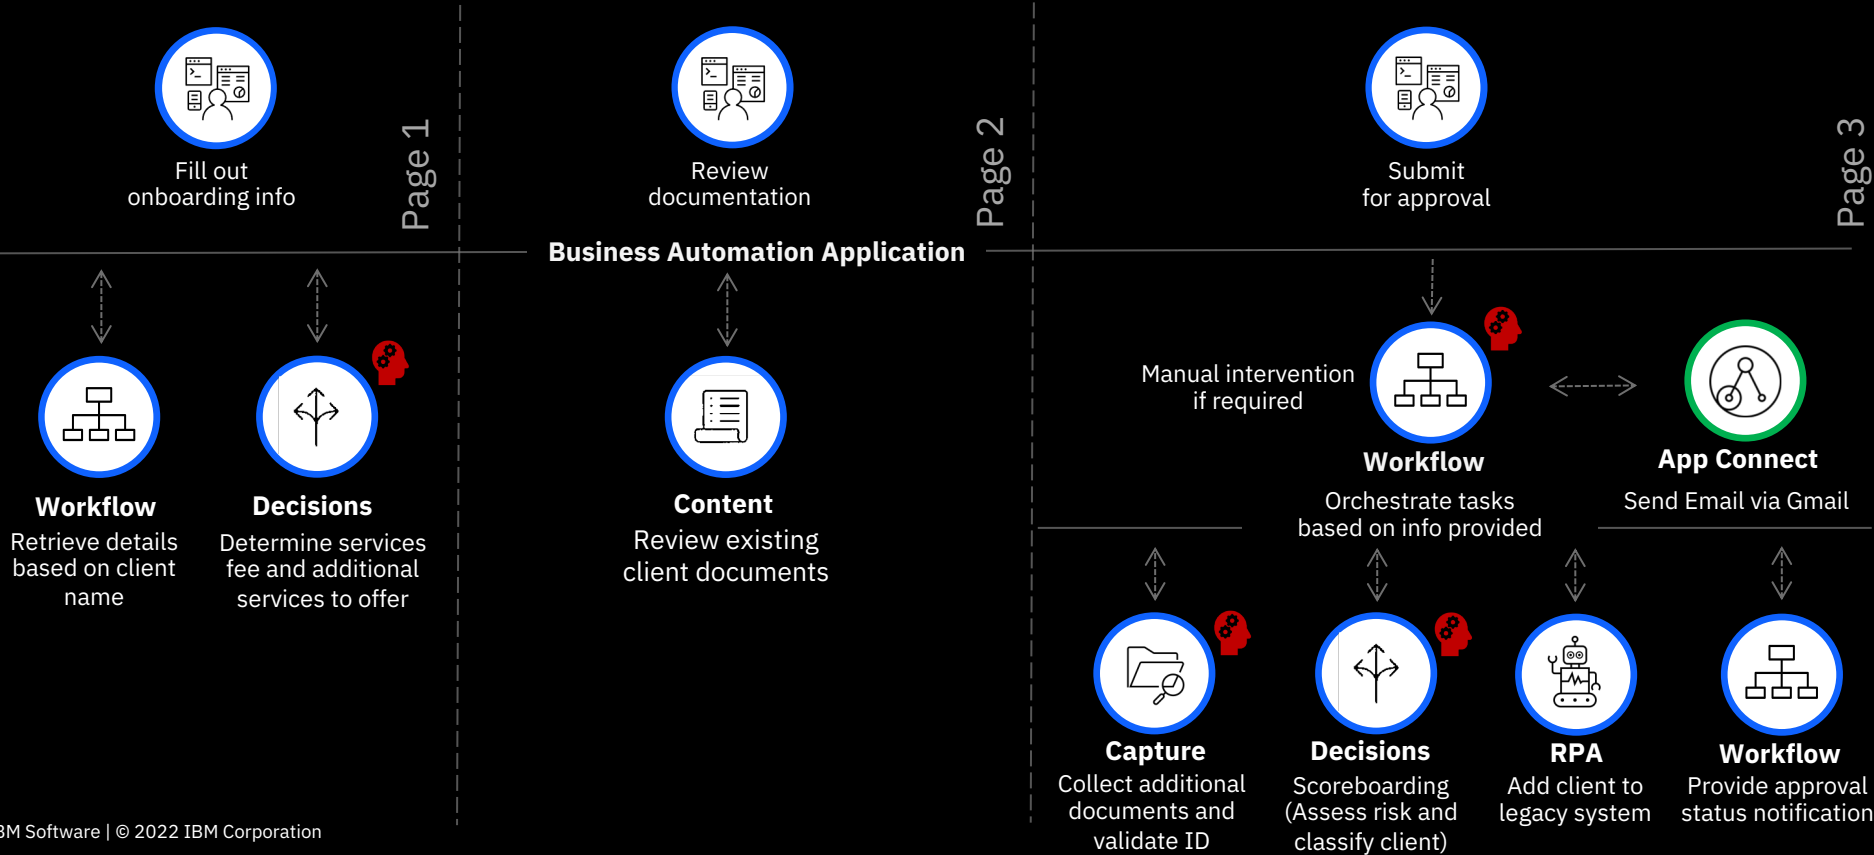 Fill out
onboarding info
Page 1
Review
documentation
Page 2
Submit
for approval
Page 3
Business Automation Application
Workflow
Retrieve details
based on client
name
Decisions
Determine services
fee and additional
services to offer
Content
Review existing
client documents
Manual intervention
if required
Workflow
Orchestrate tasks
based on info provided
App Connect
Send Email via Gmail
Capture
Collect additional
documents and
validate ID
Decisions
Scoreboarding
(Assess risk and
classify client)
RPA
Add client to
legacy system
Workflow
Provide approval
status notification
BM Software | © 2022 IBM Corporation